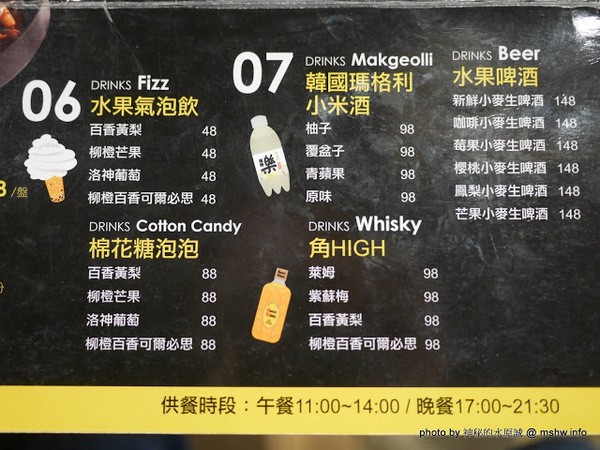 06
DRINKS Fizz
水果氣泡飲
百香黃梨 48
柳橙芒果 48
洛神葡萄 48
柳橙百香可爾必思 48
DRINKS Cotton Candy
棉花糖泡泡
百香黃梨 88
柳橙芒果 88
洛神葡萄 88
柳橙百香可爾必思 88
07
DRINKS Makgeolli
韓國瑪格利
小米酒
柚子 98
覆盆子 98
青蘋果 98
原味 98
樂
DRINKS Whisky
角HIGH
萊姆 98
紫蘇梅 98
百香黃梨 98
柳橙百香可爾必思 98
DRINKS Beer
水果啤酒
新鮮小麥生啤酒 148
咖啡小麥生啤酒 148
莓果小麥生啤酒 148
櫻桃小麥生啤酒 148
鳳梨小麥生啤酒 148
芒果小麥生啤酒 148
/盤
供餐時段：午餐11:00~14:00 / 晚餐17:00~21:30
photo by 神秘的水原誠 @ mshw.info